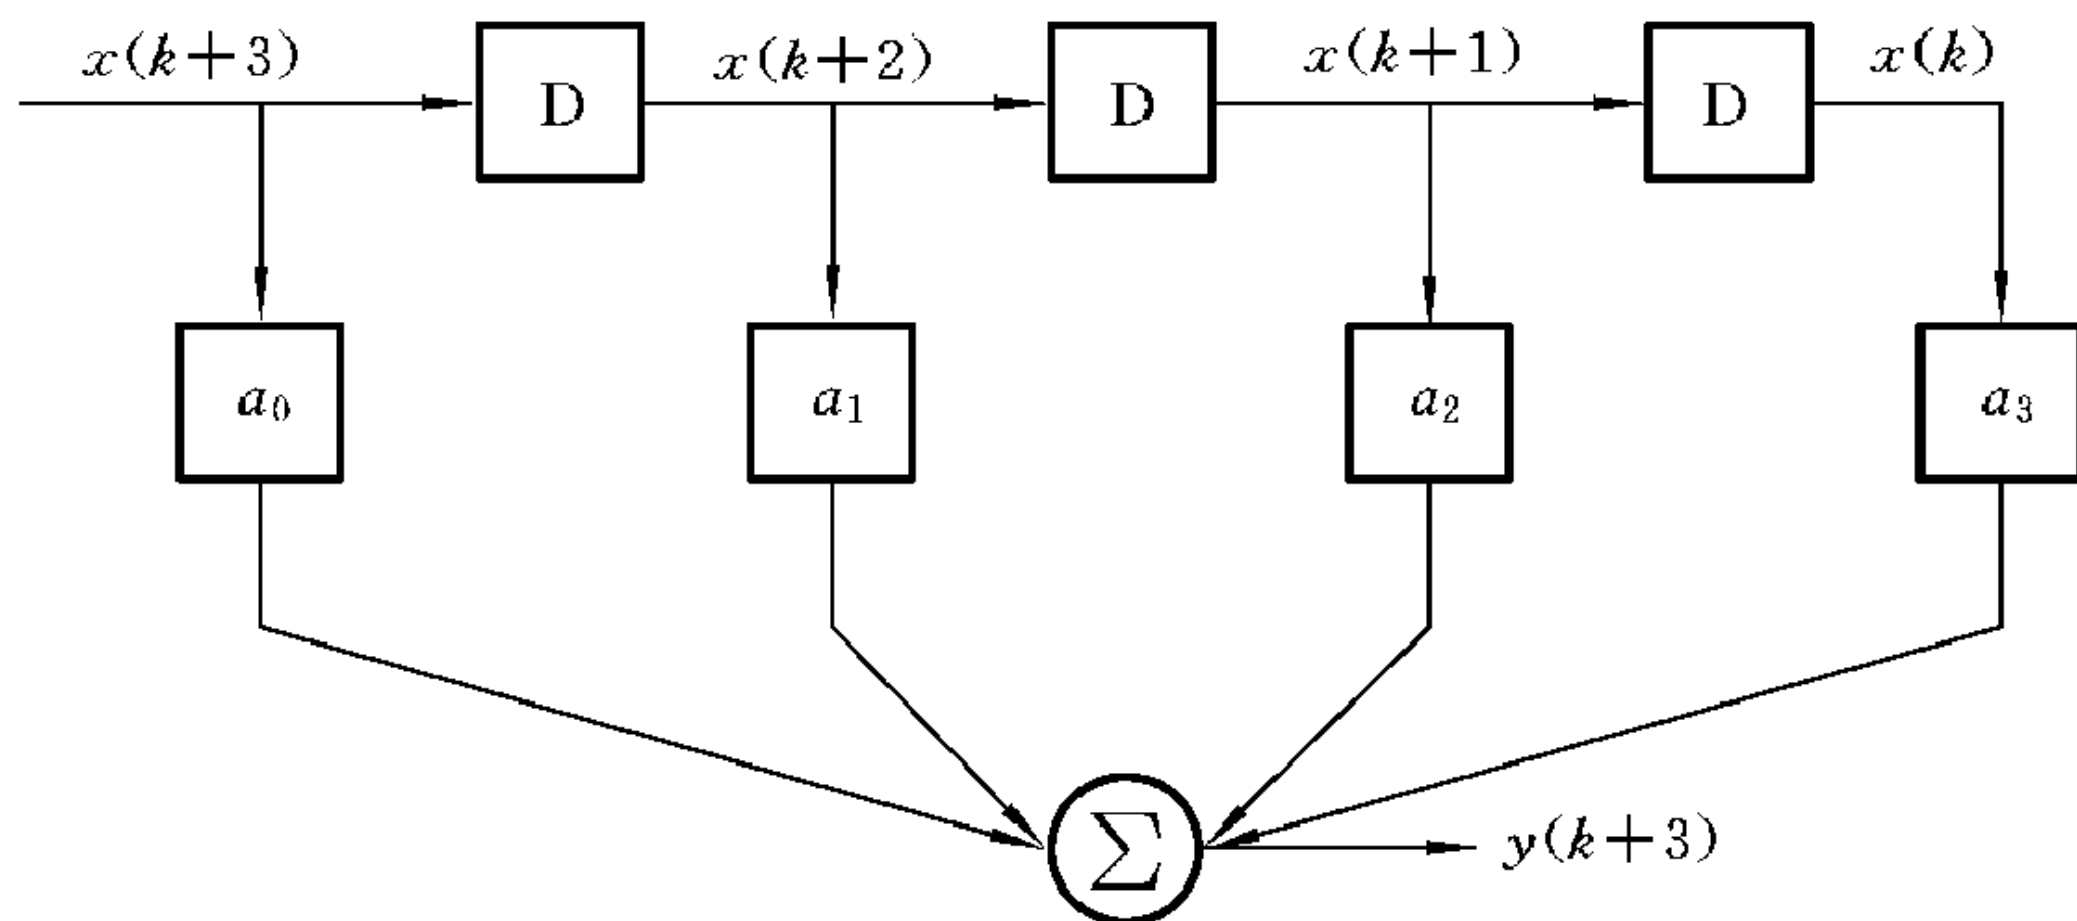 x(k+3) x(k+2) x(k+1) x(k)
D D D
a₀ a₁ a₂ a₃
∑ y(k+3)